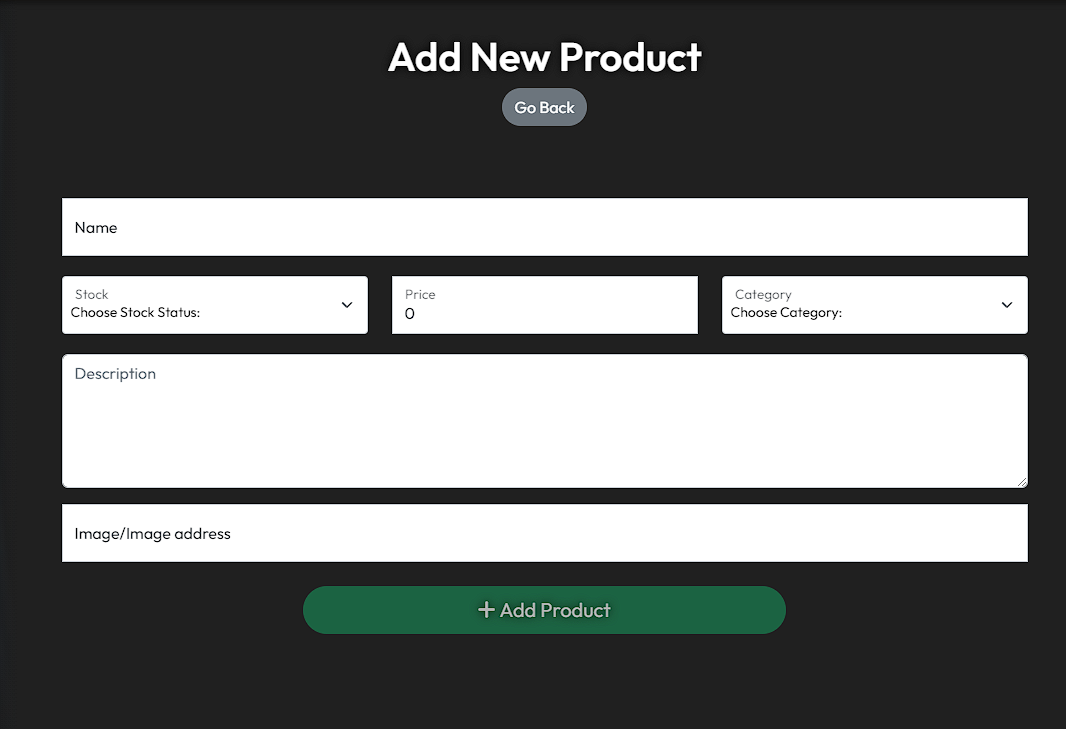 Add New Product
Go Back
Name
Stock
Choose Stock Status:
Price
0
Category
Choose Category:
Description
Image/Image address
+ Add Product